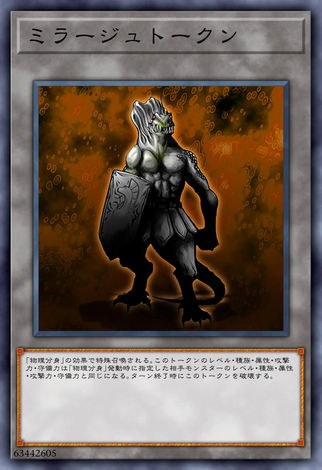 ミラージュトークン
「物理分身」の効果で特殊召喚される。このトークンのレベル・種族・属性・攻撃
力・守備力は「物理分身」発動時に指定した相手モンスターのレベル・種族・属性
・攻撃力・守備力と同じになる。ターン終了時にこのトークンを破壊する。
63442605